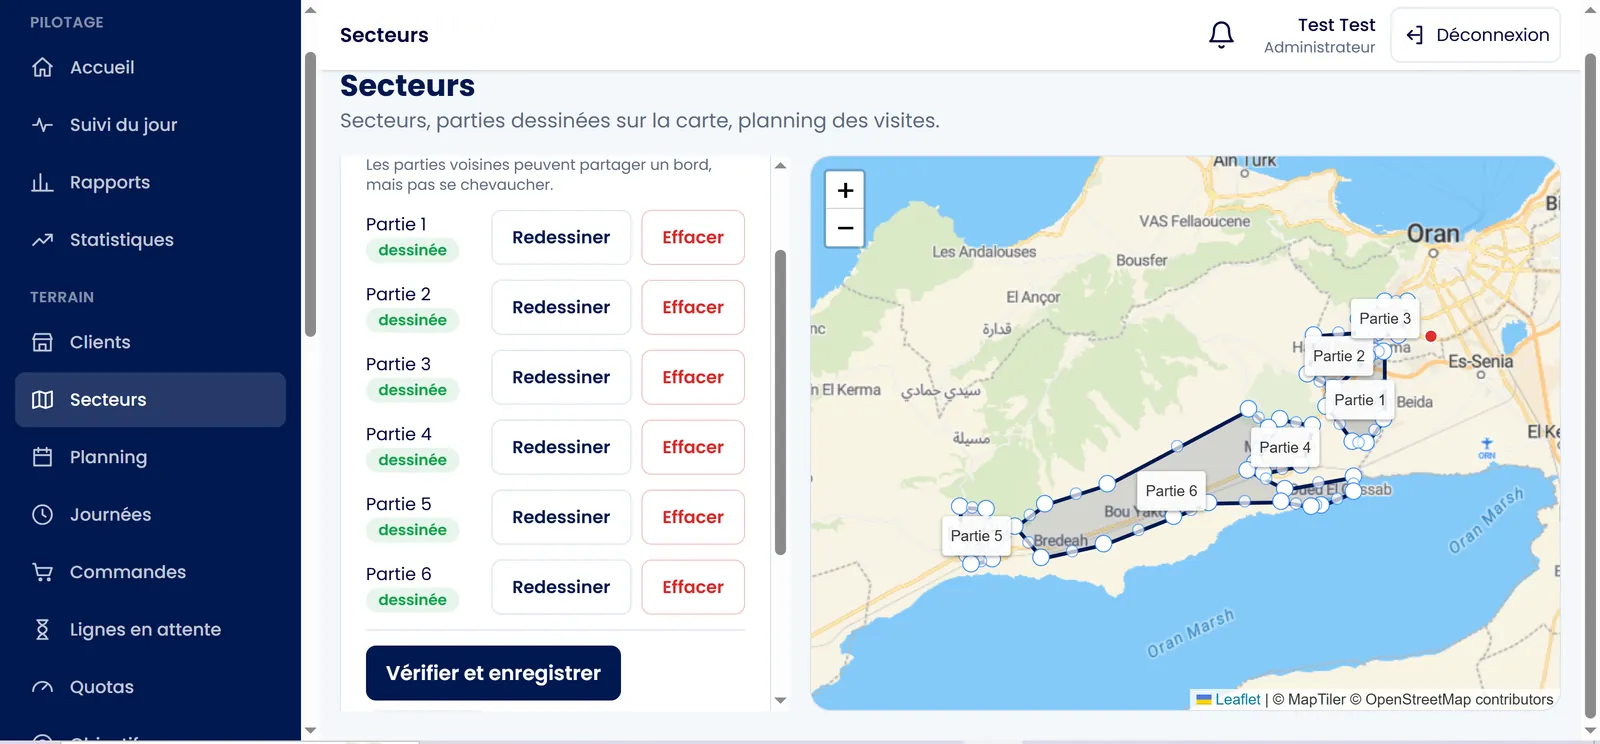 PILOTAGE
Accueil
Suivi du jour
Rapports
Statistiques
TERRAIN
Clients
Secteurs
Planning
Journées
Commandes
Lignes en attente
Quotas
Secteurs
Test Test
Administrateur
Déconnexion
Secteurs
Secteurs, parties dessinées sur la carte, planning des visites.
Les parties voisines peuvent partager un bord,
mais pas se chevaucher.
Partie 1
dessinée
Redessiner
Effacer
Partie 2
dessinée
Redessiner
Effacer
Partie 3
dessinée
Redessiner
Effacer
Partie 4
dessinée
Redessiner
Effacer
Partie 5
dessinée
Redessiner
Effacer
Partie 6
dessinée
Redessiner
Effacer
Vérifier et enregistrer
+
−
Aïn Turk
VAS Fellaoucene
Oran
Les Andalouses
Bousfer
El Ançor
قدارة
Partie 3
Partie 2
Es-Senia
El Kerma
سيدي حمادي
Partie 1
Beida
مسيلة
Partie 4
ORN
Partie 6
Partie 5
Bredeah
Oran Marsh
Oran Marsh
Leaflet | © MapTiler © OpenStreetMap contributors